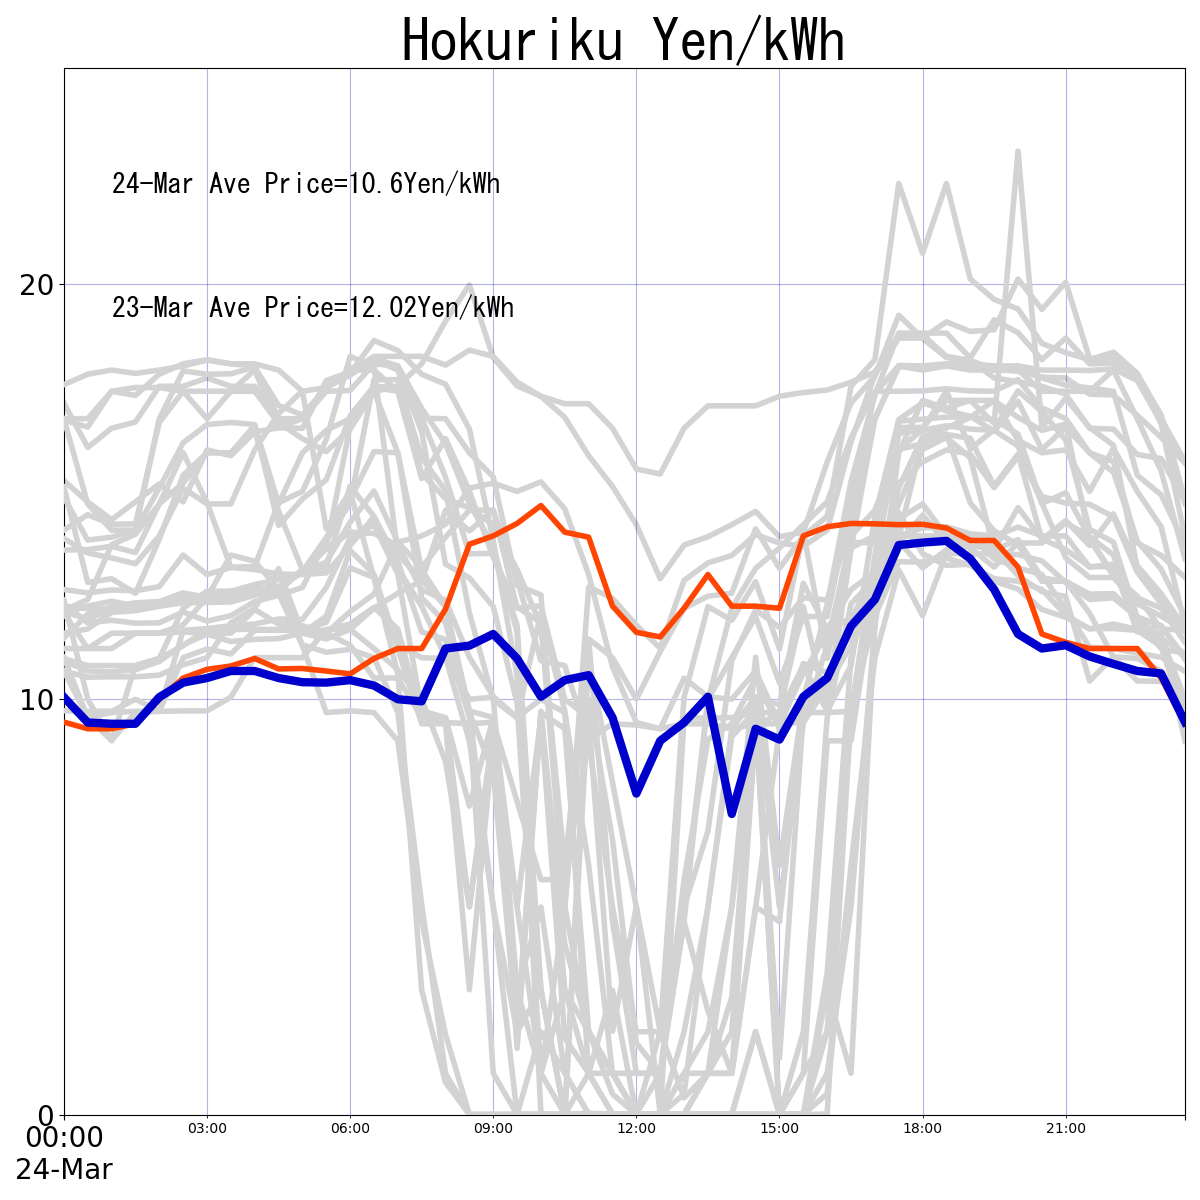 Hokuriku Yen/kWh
24-Mar Ave Price=10.6Yen/kWh
23-Mar Ave Price=12.02Yen/kWh
20
10
0
00:00 03:00 06:00 09:00 12:00 15:00 18:00 21:00
24-Mar